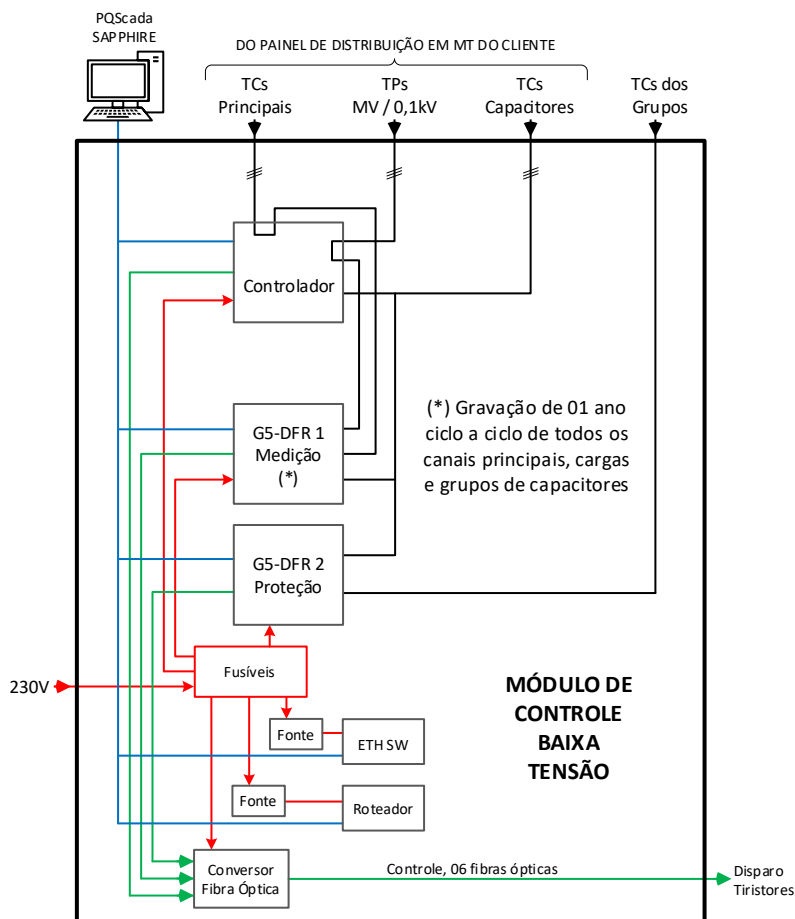 PQScada
SAPPHIRE
DO PAINEL DE DISTRIBUIÇÃO EM MT DO CLIENTE
TCs
Principais
TPs
MV / 0,1kV
TCs
Capacitores
TCs dos
Grupos
Controlador
G5-DFR 1
Medição
(*)
(*) Gravação de 01 ano
ciclo a ciclo de todos os
canais principais, cargas
e grupos de capacitores
G5-DFR 2
Proteção
230V
Fusíveis
MÓDULO DE
CONTROLE
BAIXA
TENSÃO
Fonte
ETH SW
Fonte
Roteador
Conversor
Fibra Óptica
Controle, 06 fibras ópticas
Disparo
Tiristores